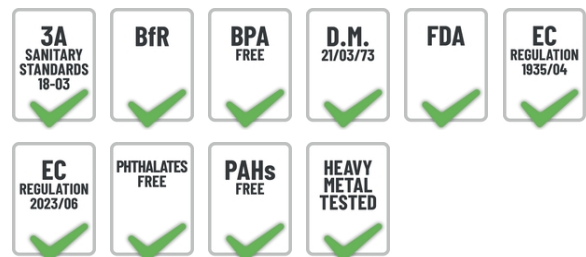 3A
SANITARY
STANDARDS
18-03
BfR
BPA
FREE
D.M.
21/03/73
FDA
EC
REGULATION
1935/04
EC
REGULATION
2023/06
PHTHALATES
FREE
PAHs
FREE
HEAVY
METAL
TESTED